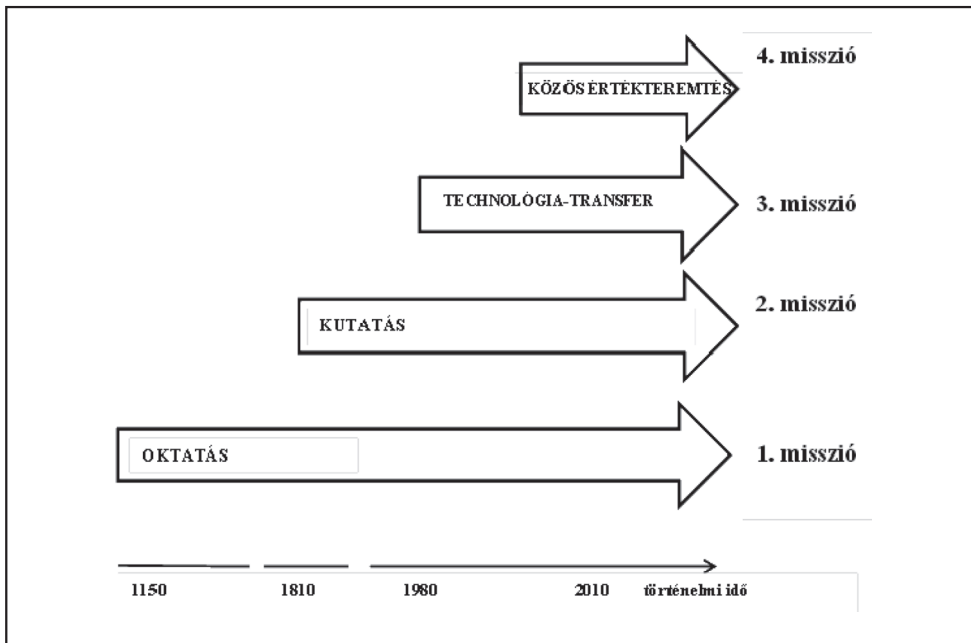 4. misszió
KÖZÖS ÉRTÉKTEREMTÉS
TECHNOLÓGIA-TRANSFER
3. misszió
KUTATÁS
2. misszió
OKTATÁS
1. misszió
1150 1810 1980 2010 történelmi idő